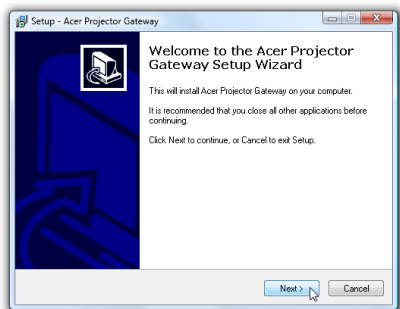 Setup - Acer Projector Gateway
Welcome to the Acer Projector
Gateway Setup Wizard
This will install Acer Projector Gateway on your computer.
It is recommended that you close all other applications before
continuing.
Click Next to continue, or Cancel to exit Setup.
Next >
Cancel